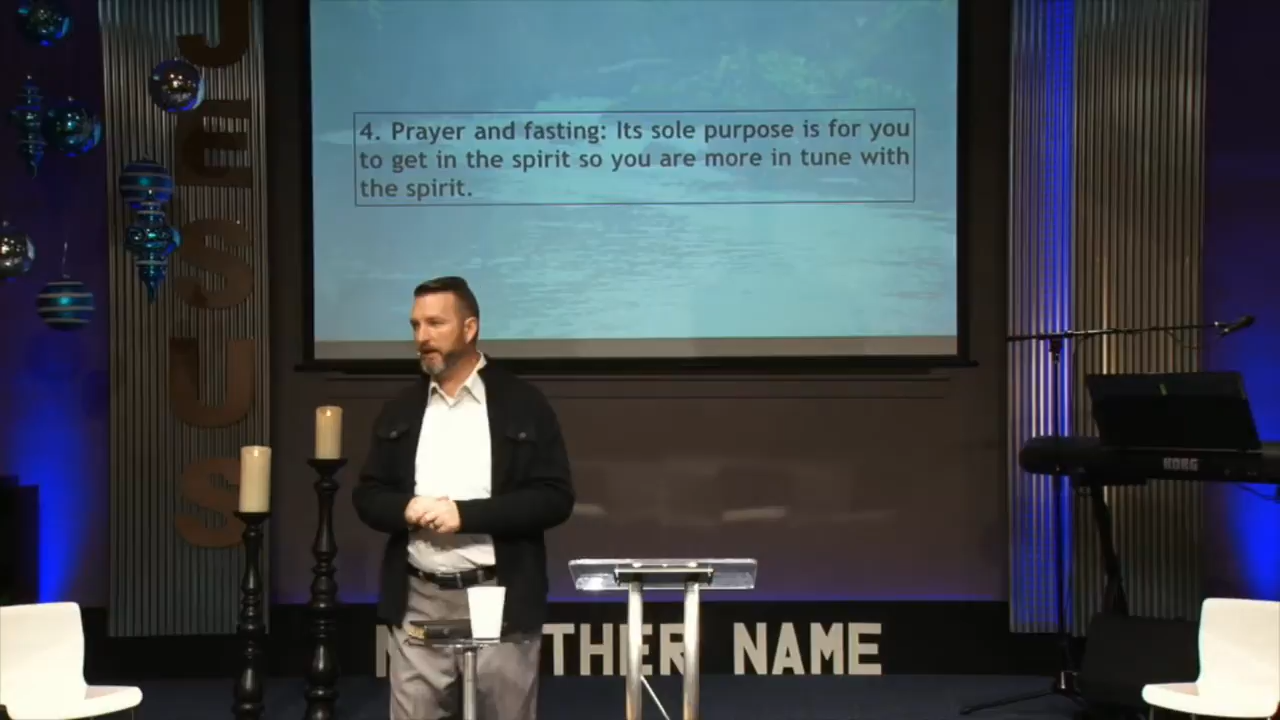 JESUS
4. Prayer and fasting: Its sole purpose is for you
to get in the spirit so you are more in tune with
the spirit.
KORG
THER NAME